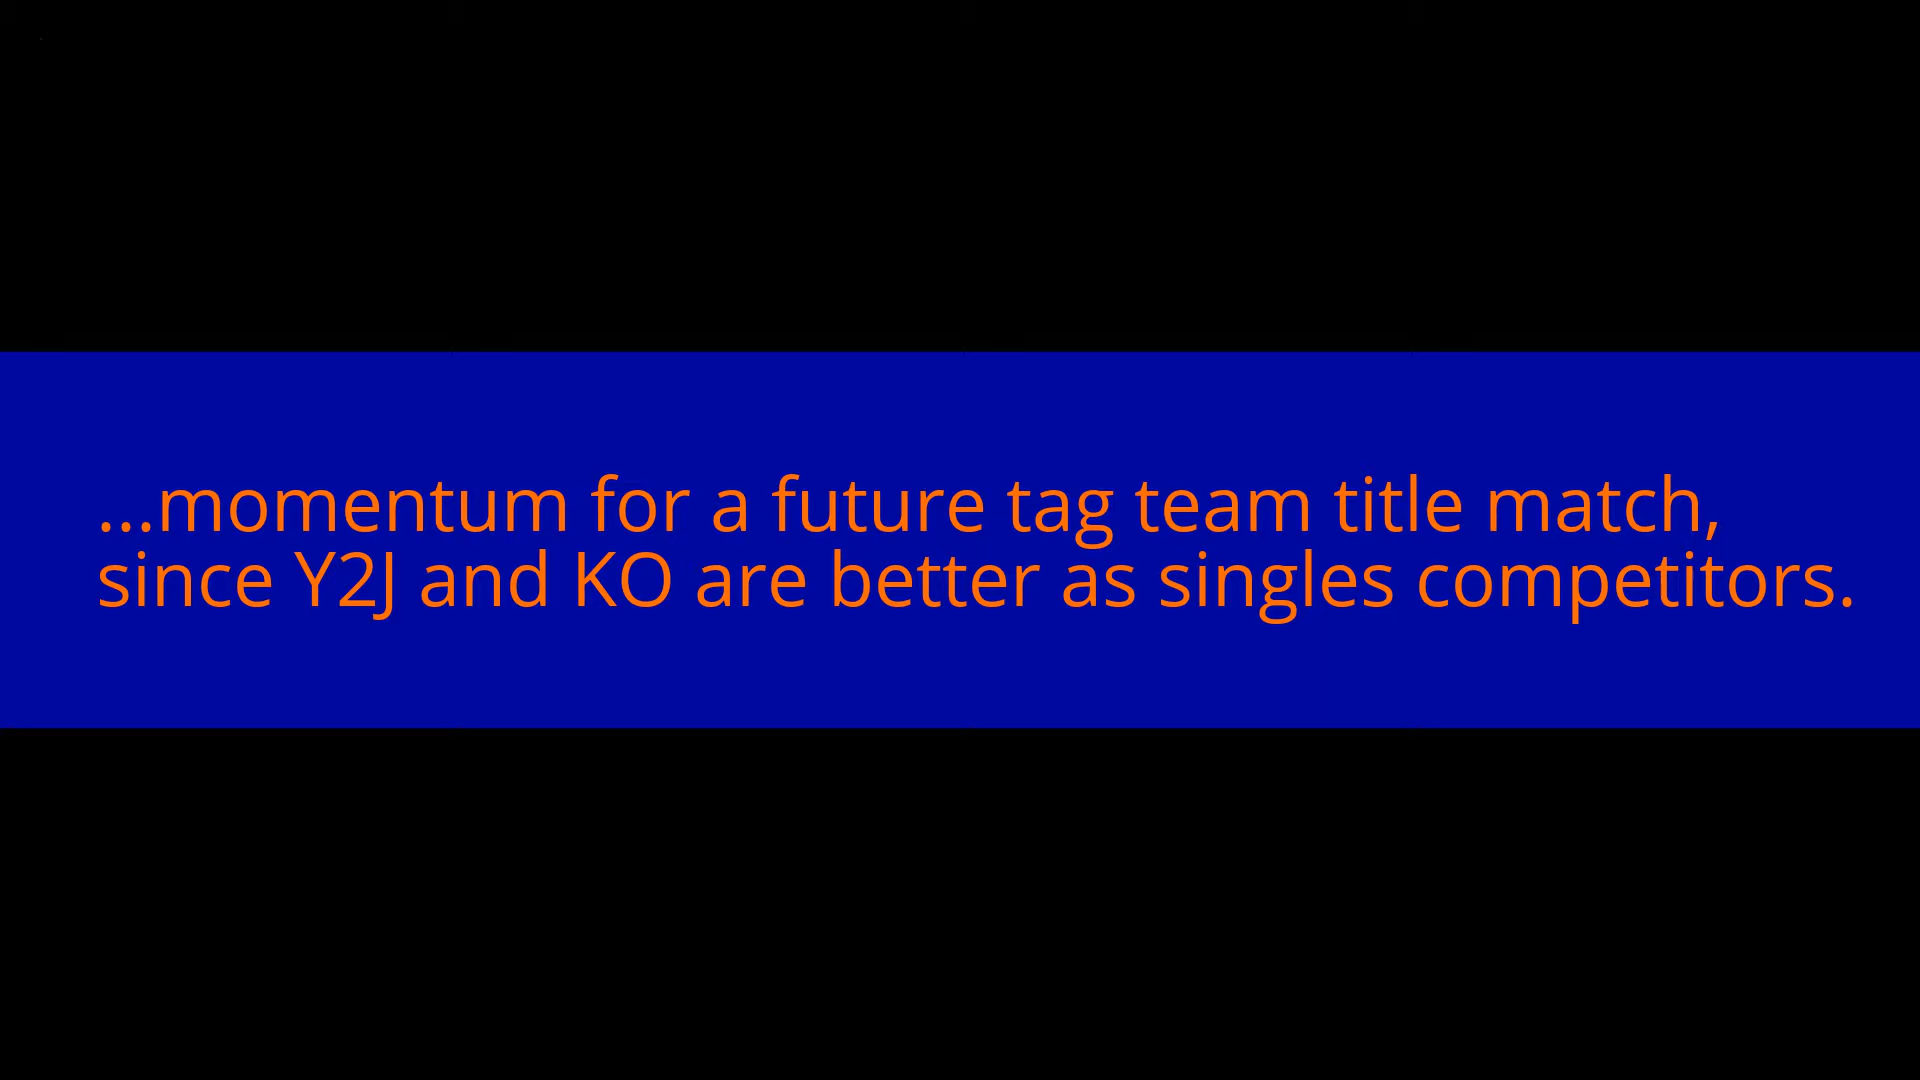 ...momentum for a future tag team title match,
since Y2J and KO are better as singles competitors.